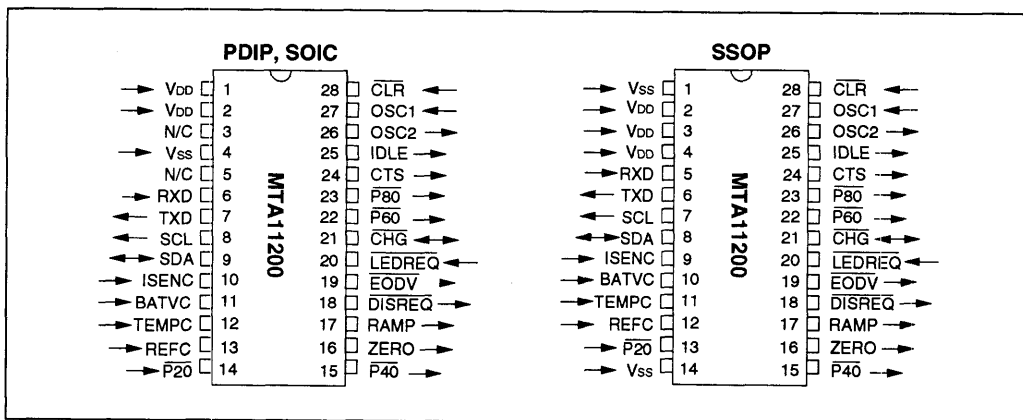 PDIP, SOIC
VDD 1 28 CLR
VDD 2 27 OSC1
N/C 3 26 OSC2
VSS 4 25 IDLE
N/C 5 24 CTS
RXD 6 23 P80
TXD 7 22 P60
SCL 8 21 CHG
SDA 9 20 LEDREQ
ISENC 10 19 EODV
BATVC 11 18 DISREQ
TEMPC 12 17 RAMP
REFC 13 16 ZERO
P20 14 15 P40
MTA11200
SSOP
VSS 1 28 CLR
VDD 2 27 OSC1
VDD 3 26 OSC2
VDD 4 25 IDLE
RXD 5 24 CTS
TXD 6 23 P80
SCL 7 22 P60
SDA 8 21 CHG
ISENC 9 20 LEDREQ
BATVC 10 19 EODV
TEMPC 11 18 DISREQ
REFC 12 17 RAMP
P20 13 16 ZERO
VSS 14 15 P40
MTA11200